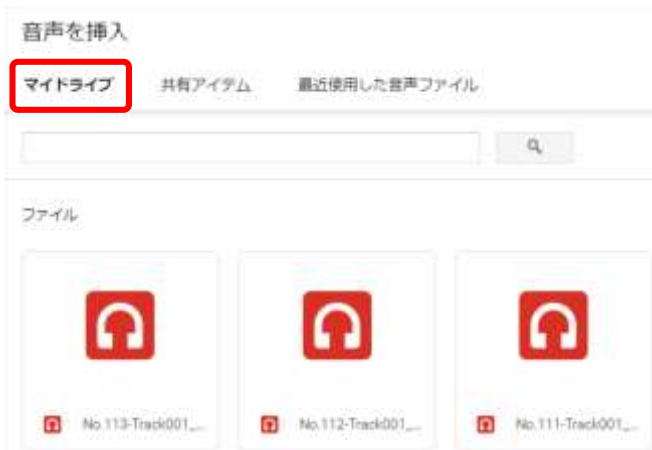 音声を挿入
マイドライブ 共有アイテム 最近使用した音声ファイル
ファイル
No.113-Track001_... No.112-Track001_... No.111-Track001_...